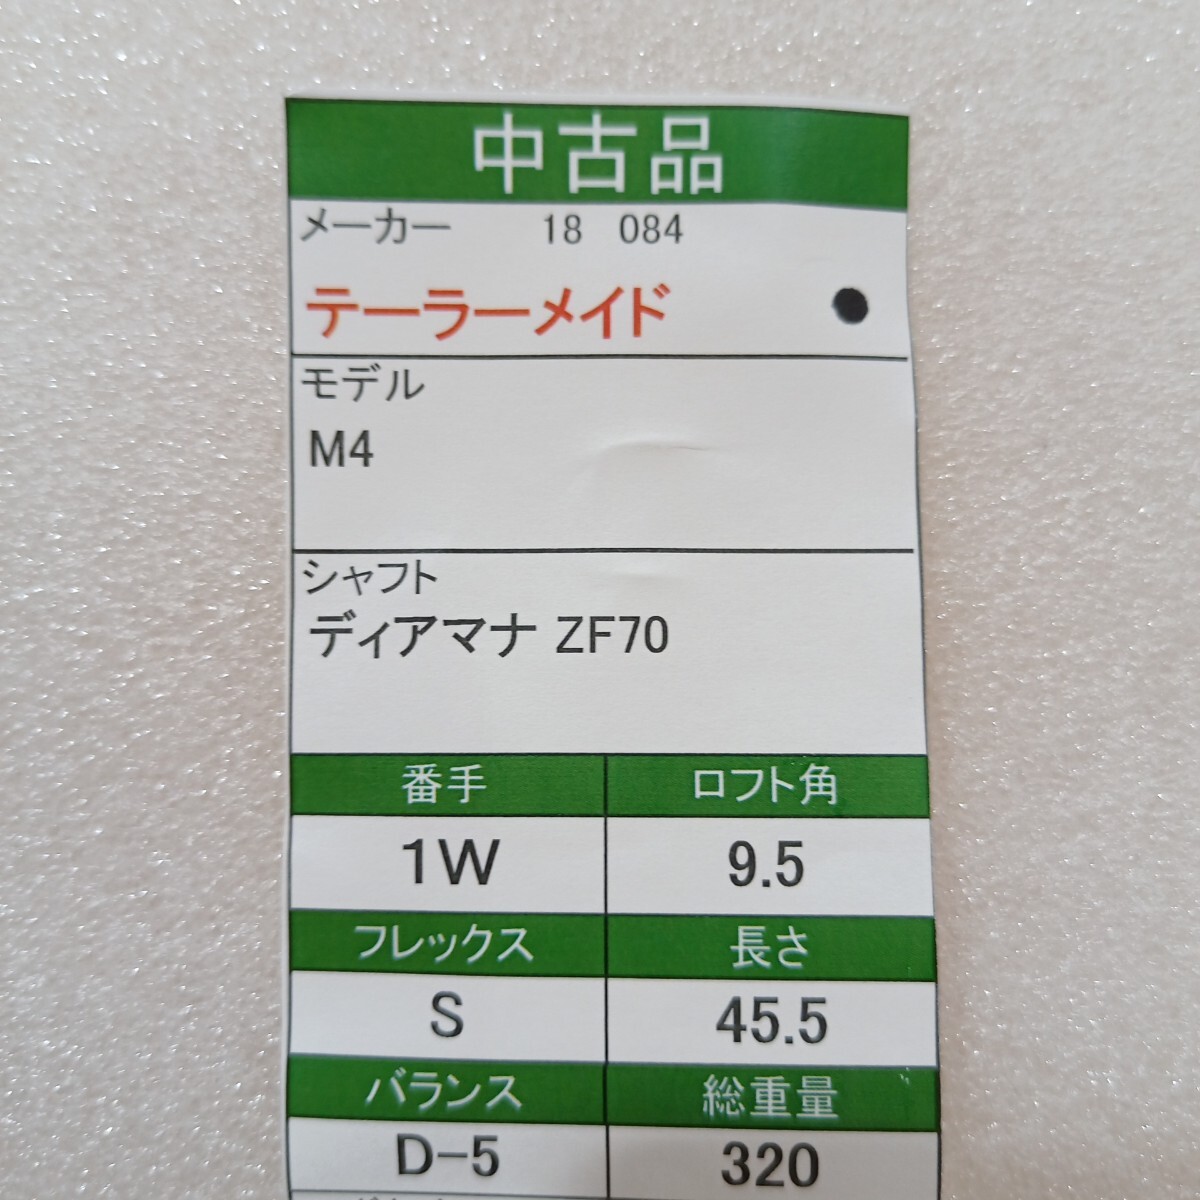 中古品
メーカー 18 084
テーラーメイド
モデル
M4
シャフト
ディアマナ ZF70
番手 ロフト角
1W 9.5
フレックス 長さ
S 45.5
バランス 総重量
D-5 320